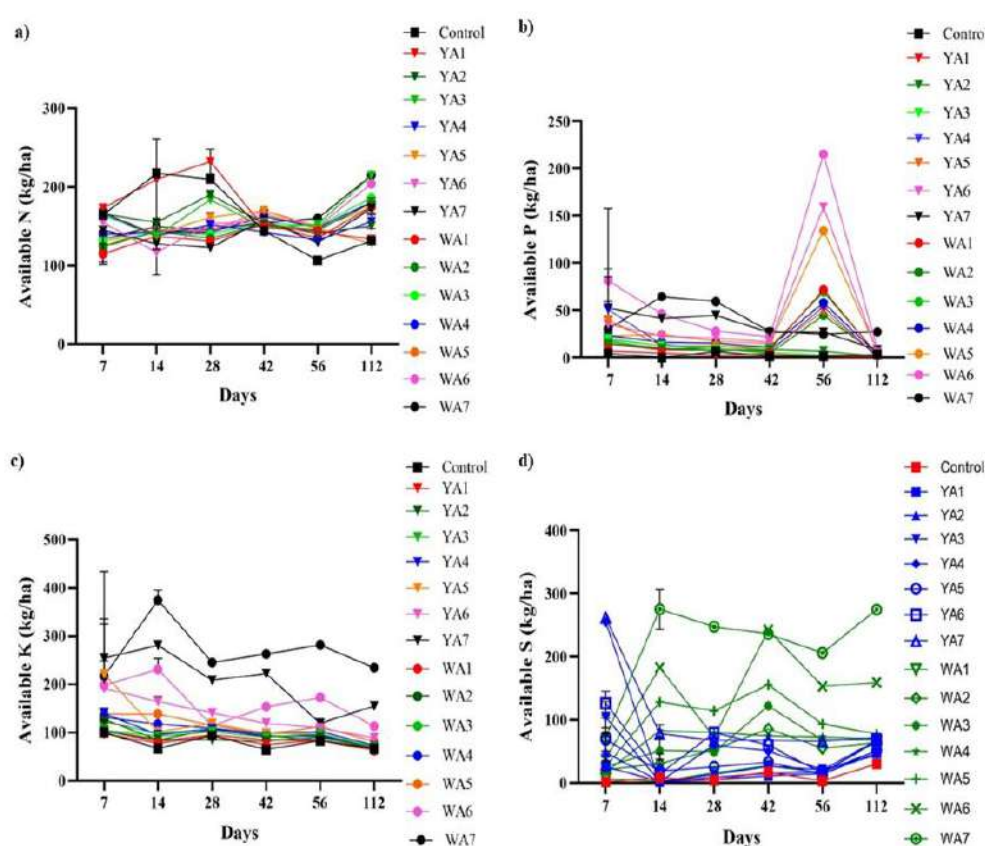 a)
Available N (kg/ha)
300
200
100
0
7 14 28 42 56 112
Days
Control
YA1
YA2
YA3
YA4
YA5
YA6
YA7
WA1
WA2
WA3
WA4
WA5
WA6
WA7
b)
Available P (kg/ha)
250
200
150
100
50
0
7 14 28 42 56 112
Days
Contro
YA1
YA2
YA3
YA4
YA5
YA6
YA7
WA1
WA2
WA3
WA4
WA5
WA6
WA7
c)
Available K (kg/ha)
500
400
300
200
100
0
7 14 28 42 56 112
Days
Control
YA1
YA2
YA3
YA4
YA5
YA6
YA7
WA1
WA2
WA3
WA4
WA5
WA6
WA7
d)
Available S (kg/ha)
400
300
200
100
0
7 14 28 42 56 112
Days
Control
YA1
YA2
YA3
YA4
YA5
YA6
YA7
WA1
WA2
WA3
WA4
WA5
WA6
WA7